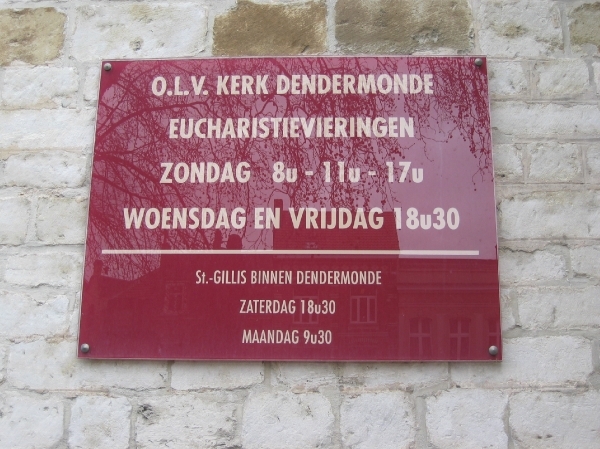 O.L.V. KERK DENDERMONDE
EUCHARISTIEVIERINGEN
ZONDAG 8u - 11u - 17u
WOENSDAG EN VRIJDAG 18u30
St.-GILLIS BINNEN DENDERMONDE
ZATERDAG 18u30
MAANDAG 9u30